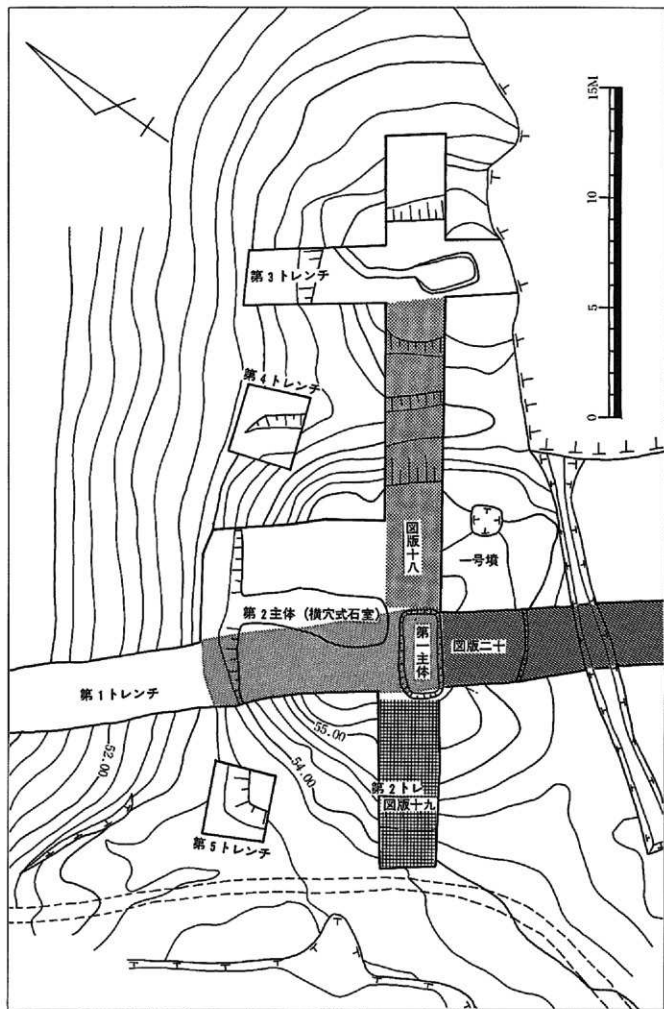 15M
10
5
0
第3トレンチ
第4トレンチ
図版十八
一号墳
第2主体（横穴式石室）
第一主体
図版二十
第1トレンチ
55.00
54.00
52.00
第2トレ
図版十九
第5トレンチ